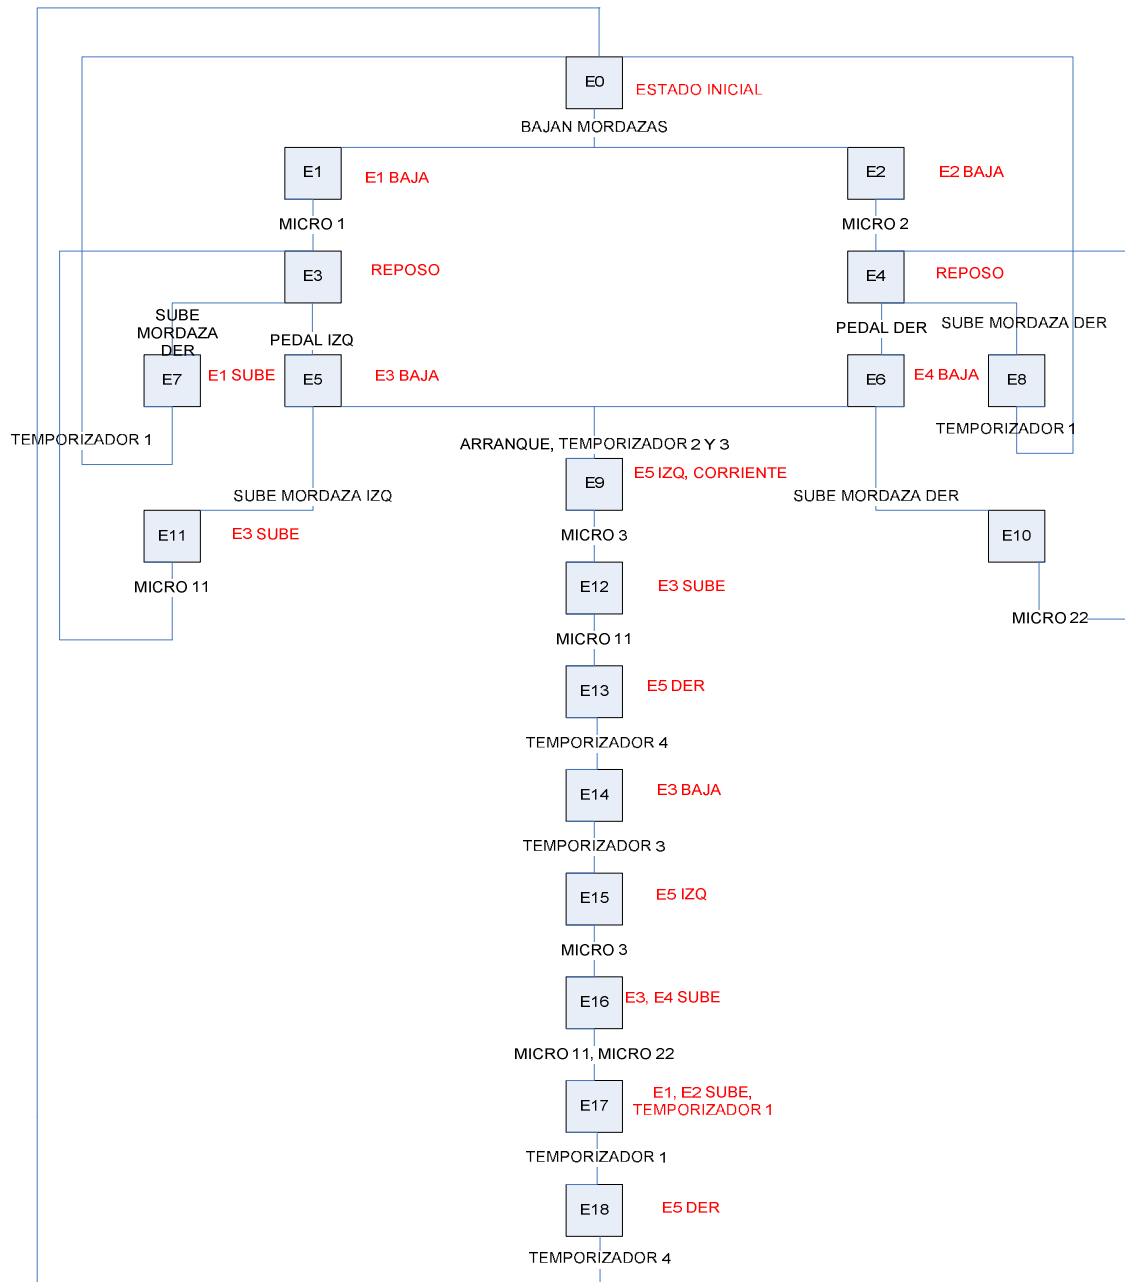 E0
ESTADO INICIAL
BAJAN MORDAZAS
E1
E1 BAJA
E2
E2 BAJA
MICRO 1
MICRO 2
E3
REPOSO
E4
REPOSO
SUBE
MORDAZA
DER
PEDAL IZQ
PEDAL DER
SUBE MORDAZA DER
E7
E1 SUBE
E5
E3 BAJA
E6
E4 BAJA
E8
TEMPORIZADOR 1
TEMPORIZADOR 1
ARRANQUE, TEMPORIZADOR 2 Y 3
E9
E5 IZQ, CORRIENTE
SUBE MORDAZA IZQ
SUBE MORDAZA DER
E11
E3 SUBE
MICRO 3
E10
MICRO 11
E12
E3 SUBE
MICRO 22
MICRO 11
E13
E5 DER
TEMPORIZADOR 4
E14
E3 BAJA
TEMPORIZADOR 3
E15
E5 IZQ
MICRO 3
E16
E3, E4 SUBE
MICRO 11, MICRO 22
E17
E1, E2 SUBE,
TEMPORIZADOR 1
TEMPORIZADOR 1
E18
E5 DER
TEMPORIZADOR 4